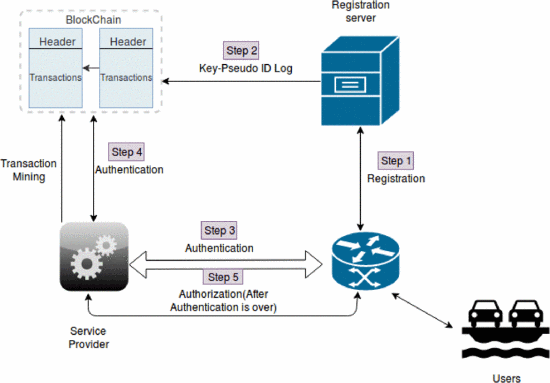 BlockChain
Header
Header
Transactions
Transactions
Registration
server
Step 2
Key-Pseudo ID Log
Step 4
Authentication
Transaction
Mining
Step 1
Registration
Step 3
Authentication
Step 5
Authorization(After
Authentication is over)
Service
Provider
Users